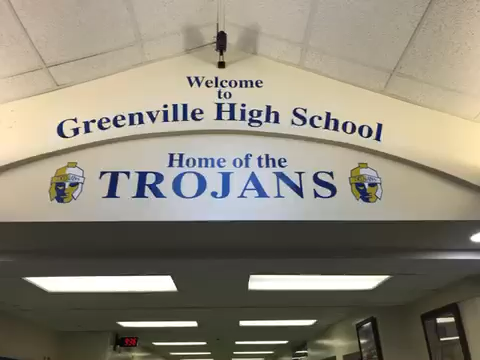 Welcome
to
Greenville High School
Home of the
TROJANS